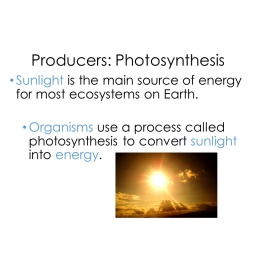 Producers: Photosynthesis
•Sunlight is the main source of energy
for most ecosystems on Earth.
•Organisms use a process called
photosynthesis to convert sunlight
into energy.